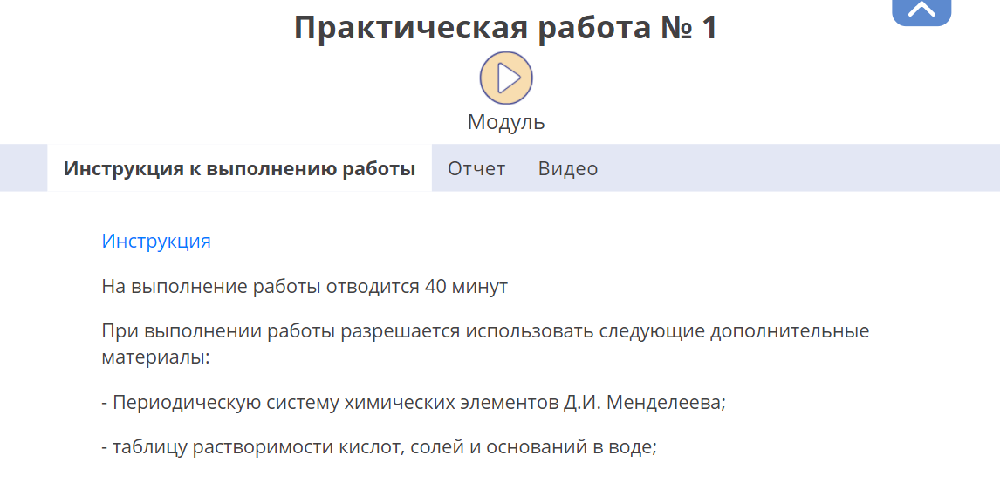 Практическая работа № 1
Модуль
Инструкция к выполнению работы Отчет Видео
Инструкция
На выполнение работы отводится 40 минут
При выполнении работы разрешается использовать следующие дополнительные
материалы:
- Периодическую систему химических элементов Д.И. Менделеева;
- таблицу растворимости кислот, солей и оснований в воде;